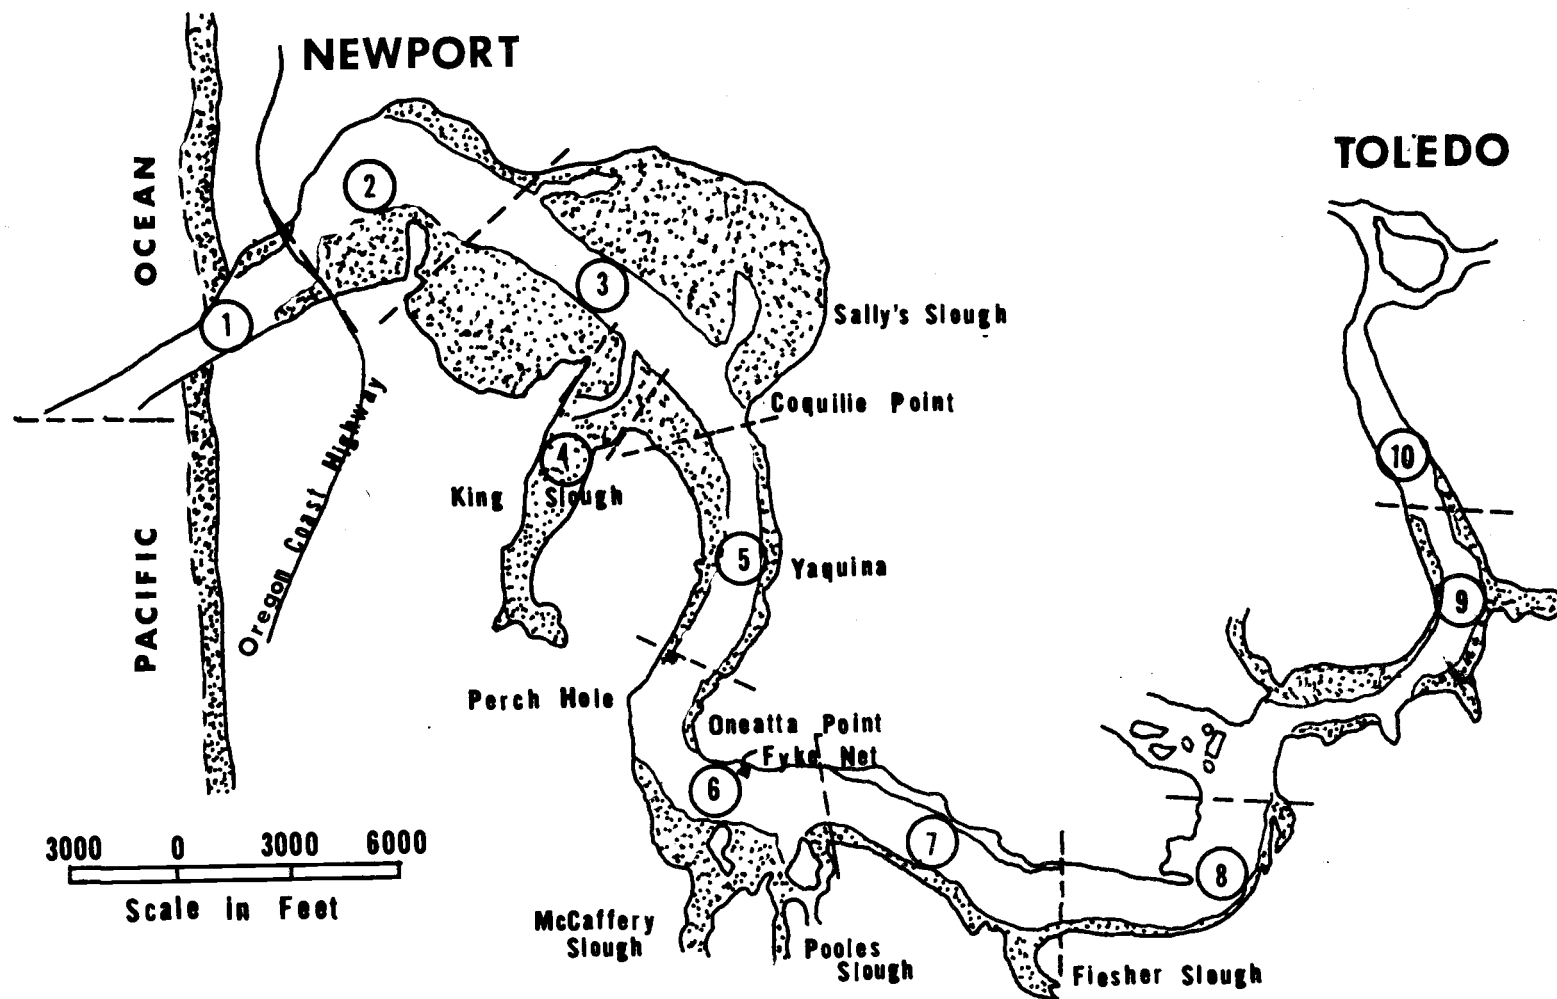 NEWPORT
TOLEDO
OCEAN
PACIFIC
Oregon Coast Highway
1
2
3
4
5
6
7
8
9
10
Sally's Slough
Coquilie Point
King Slough
Yaquina
Perch Hole
Oneatta Point
Fyke Net
McCaffery
Slough
Pooles
Slough
Flesher Slough
3000 0 3000 6000
Scale in Feet